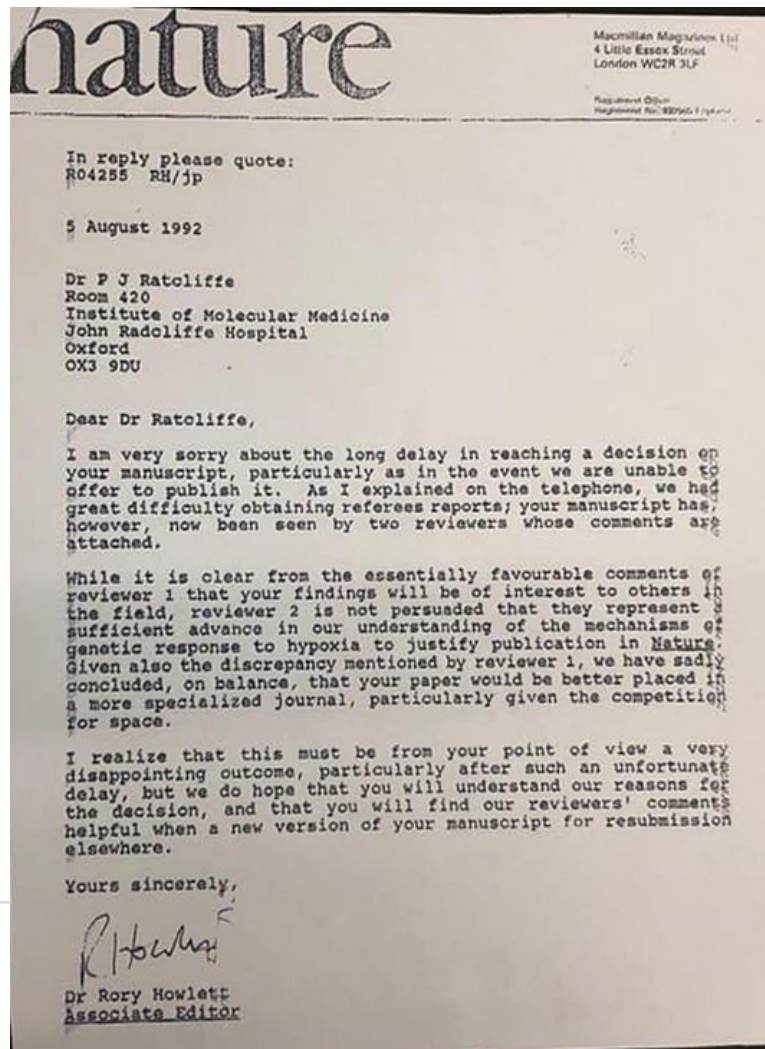 nature
Macmillan Magazines Ltd
4 Little Essex Street
London WC2R 3LF
Registered Office
Registered No.
In reply please quote:
R04255 RH/jp
5 August 1992
Dr P J Ratcliffe
Room 420
Institute of Molecular Medicine
John Radcliffe Hospital
Oxford
OX3 9DU
Dear Dr Ratcliffe,
I am very sorry about the long delay in reaching a decision on
your manuscript, particularly as in the event we are unable to
offer to publish it. As I explained on the telephone, we had
great difficulty obtaining referees reports; your manuscript has,
however, now been seen by two reviewers whose comments are
attached.
While it is clear from the essentially favourable comments of
reviewer 1 that your findings will be of interest to others in
the field, reviewer 2 is not persuaded that they represent a
sufficient advance in our understanding of the mechanisms of
genetic response to hypoxia to justify publication in Nature.
Given also the discrepancy mentioned by reviewer 1, we have sadly
concluded, on balance, that your paper would be better placed in
a more specialized journal, particularly given the competition
for space.
I realize that this must be from your point of view a very
disappointing outcome, particularly after such an unfortunate
delay, but we do hope that you will understand our reasons for
the decision, and that you will find our reviewers' comments
helpful when a new version of your manuscript for resubmission
elsewhere.
Yours sincerely,
R Howlett
Dr Rory Howlett
Associate Editor